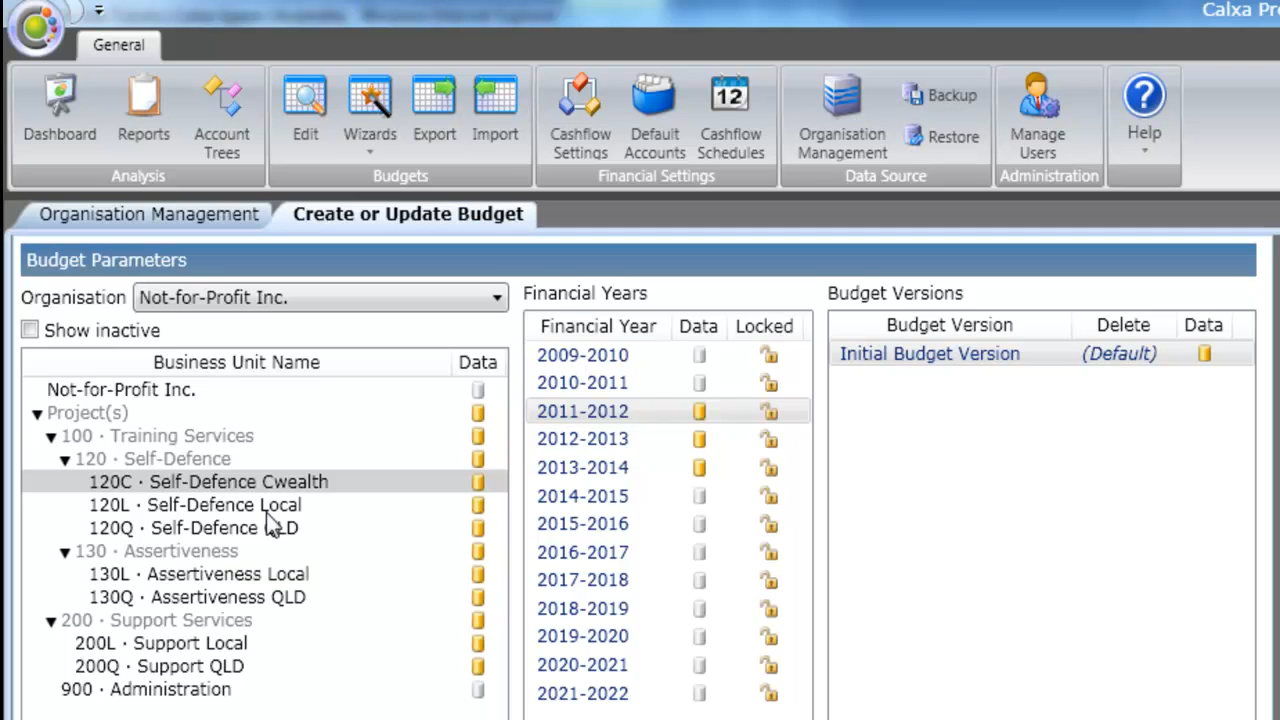 Calxa Pr
General
Dashboard
Reports
Account Trees
Analysis
Edit
Wizards
Export
Import
Budgets
Cashflow Settings
Default Accounts
12
Cashflow Schedules
Financial Settings
Organisation Management
Backup
Restore
Data Source
Manage Users
Administration
?
Help
Organisation Management
Create or Update Budget
Budget Parameters
Organisation Not-for-Profit Inc.
Show inactive
Business Unit Name Data
Not-for-Profit Inc.
Project(s)
100 · Training Services
120 · Self-Defence
120C · Self-Defence Cwealth
120L · Self-Defence Local
120Q · Self-Defence LD
130 · Assertiveness
130L · Assertiveness Local
130Q · Assertiveness QLD
200 · Support Services
200L · Support Local
200Q · Support QLD
900 · Administration
Financial Years
Financial Year Data Locked
2009-2010
2010-2011
2011-2012
2012-2013
2013-2014
2014-2015
2015-2016
2016-2017
2017-2018
2018-2019
2019-2020
2020-2021
2021-2022
Budget Versions
Budget Version Delete Data
Initial Budget Version (Default)